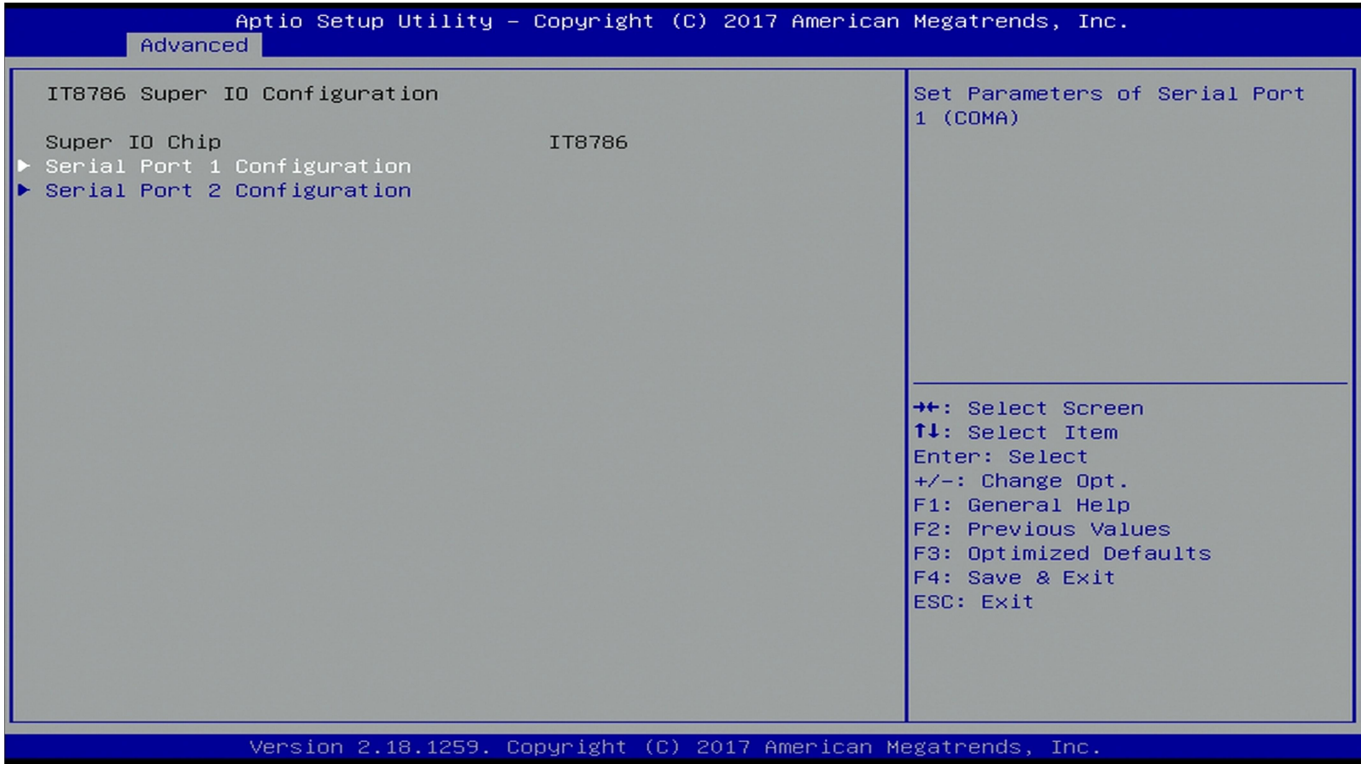 Aptio Setup Utility – Copyright (C) 2017 American Megatrends, Inc.
Advanced
IT8786 Super IO Configuration
Super IO Chip IT8786
▶ Serial Port 1 Configuration
▶ Serial Port 2 Configuration
Set Parameters of Serial Port
1 (COMA)
→←: Select Screen
↑↓: Select Item
Enter: Select
+/-: Change Opt.
F1: General Help
F2: Previous Values
F3: Optimized Defaults
F4: Save & Exit
ESC: Exit
Version 2.18.1259. Copyright (C) 2017 American Megatrends, Inc.